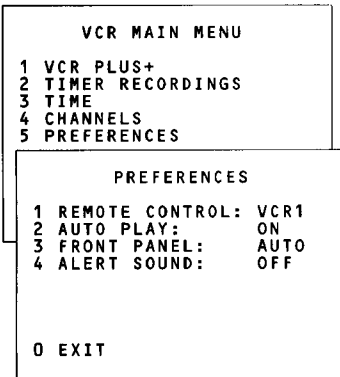 VCR MAIN MENU
1 VCR PLUS+
2 TIMER RECORDINGS
3 TIME
4 CHANNELS
5 PREFERENCES
PREFERENCES
1 REMOTE CONTROL: VCR1
2 AUTO PLAY: ON
3 FRONT PANEL: AUTO
4 ALERT SOUND: OFF
0 EXIT